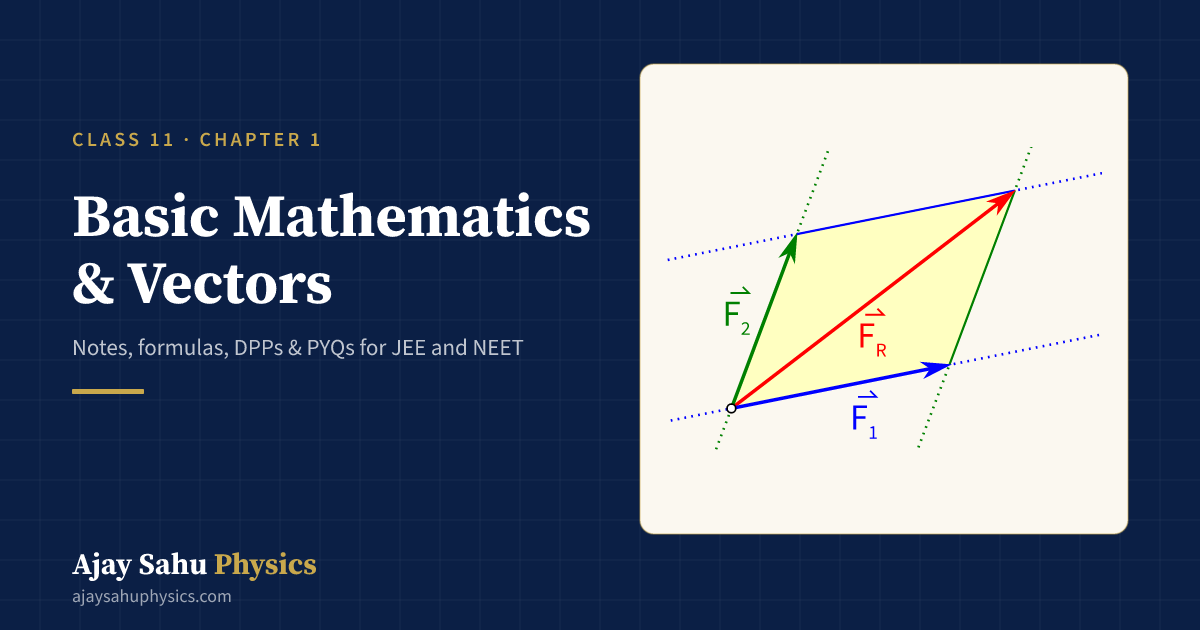 CLASS 11 · CHAPTER 1
Basic Mathematics
& Vectors
Notes, formulas, DPPs & PYQs for JEE and NEET
F⃗₂
F⃗R
F⃗₁
Ajay Sahu Physics
ajaysahuphysics.com